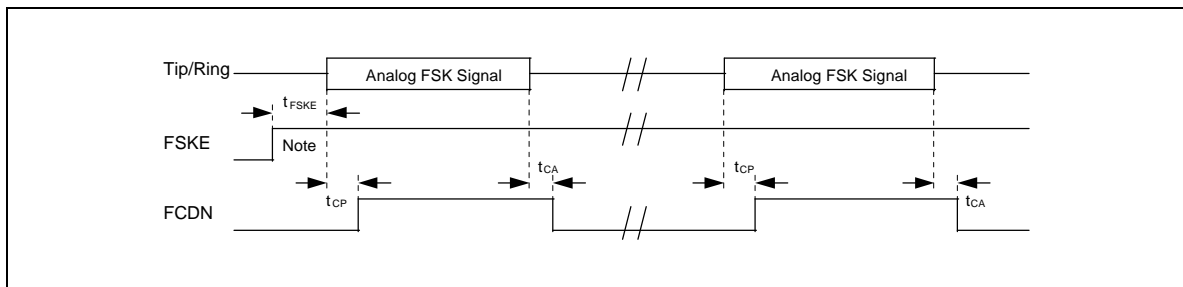 Tip/Ring
Analog FSK Signal
Analog FSK Signal
tFSKE
FSKE
Note
tCA
tCP
tCP
tCA
FCDN